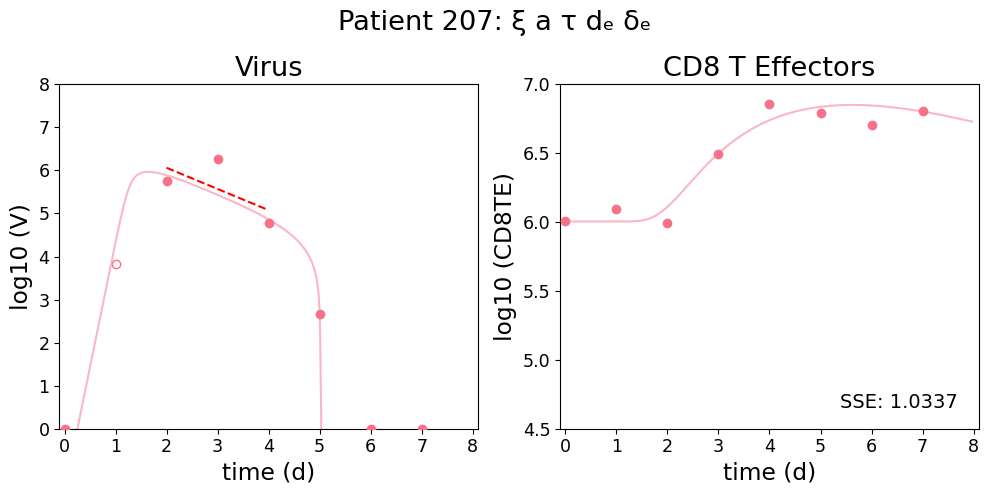 Patient 207: ξ a τ dₑ δₑ
Virus
CD8 T Effectors
log10 (V)
8
7
6
5
4
3
2
1
0
0 1 2 3 4 5 6 7 8
time (d)
log10 (CD8TE)
7.0
6.5
6.0
5.5
5.0
4.5
SSE: 1.0337
0 1 2 3 4 5 6 7 8
time (d)